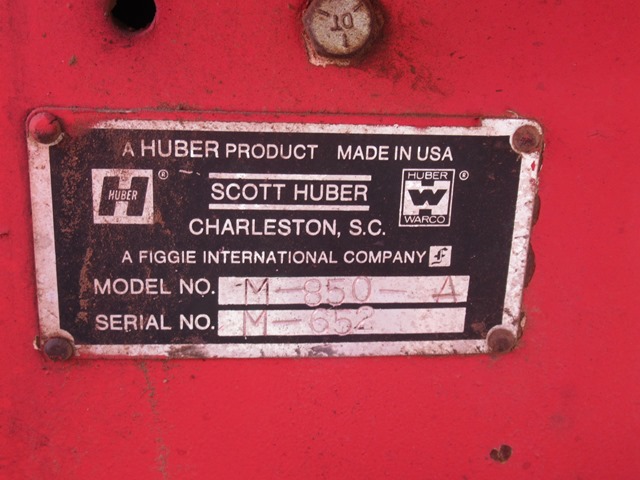 A HUBER PRODUCT MADE IN USA
H HUBER ® SCOTT HUBER HUBER W WARCO ®
CHARLESTON, S.C.
A FIGGIE INTERNATIONAL COMPANY F
MODEL NO. M-850-A
SERIAL NO. M-652